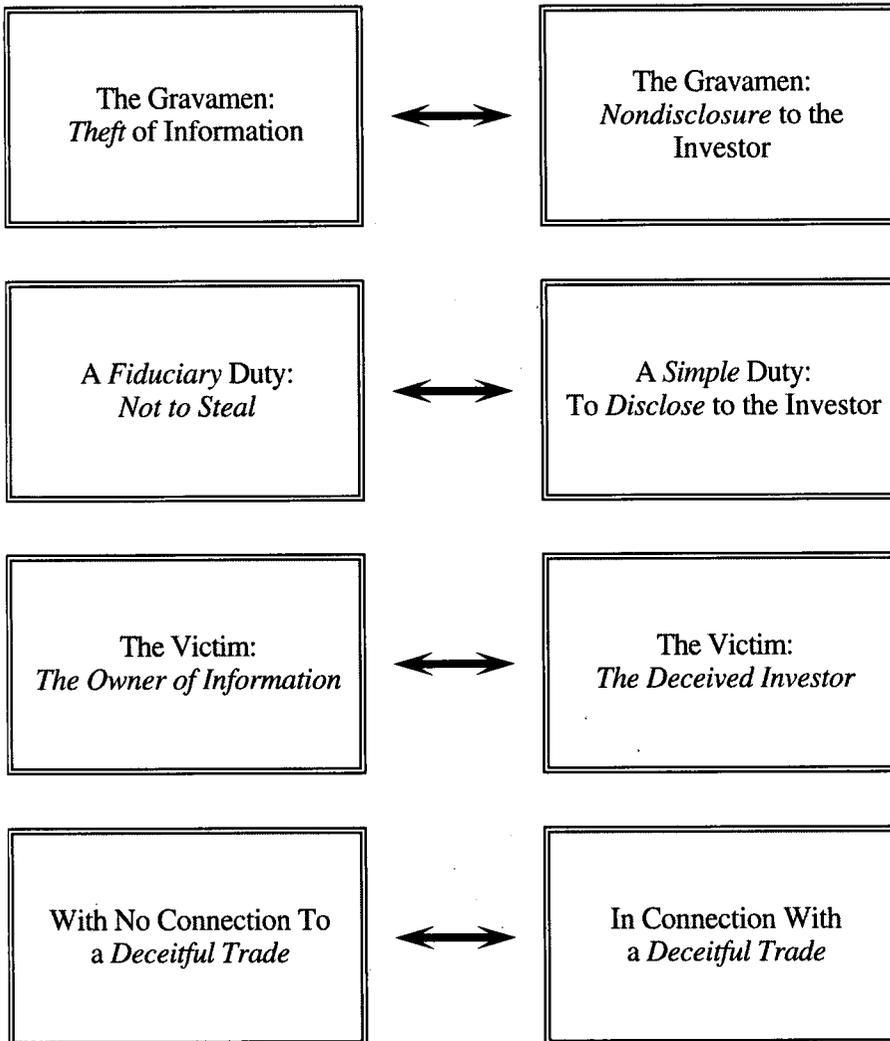 The Gravamen:
Theft of Information
The Gravamen:
Nondisclosure to the
Investor
A Fiduciary Duty:
Not to Steal
A Simple Duty:
To Disclose to the Investor
The Victim:
The Owner of Information
The Victim:
The Deceived Investor
With No Connection To
a Deceitful Trade
In Connection With
a Deceitful Trade